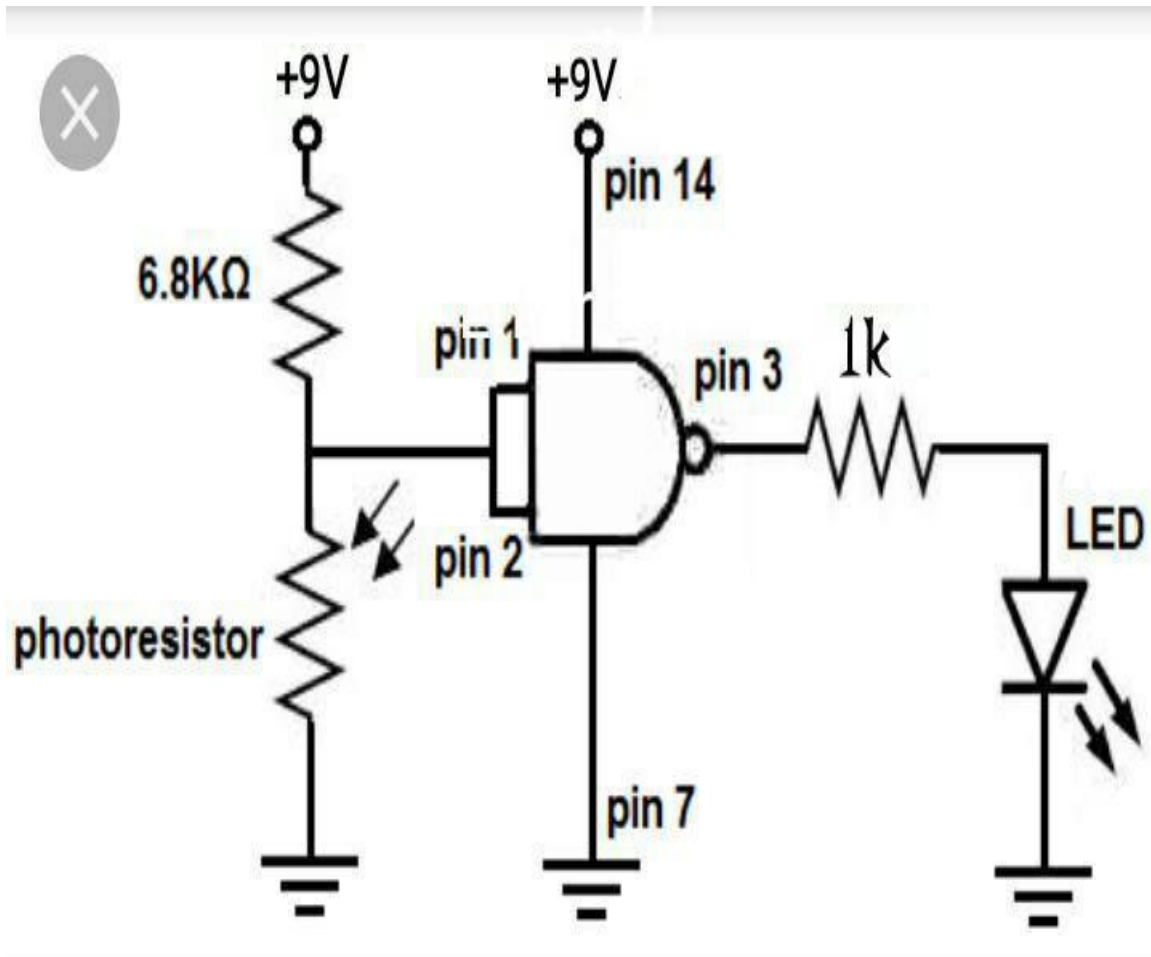 +9V
+9V
pin 14
6.8KΩ
pin 1
pin 3
1k
pin 2
LED
photoresistor
pin 7